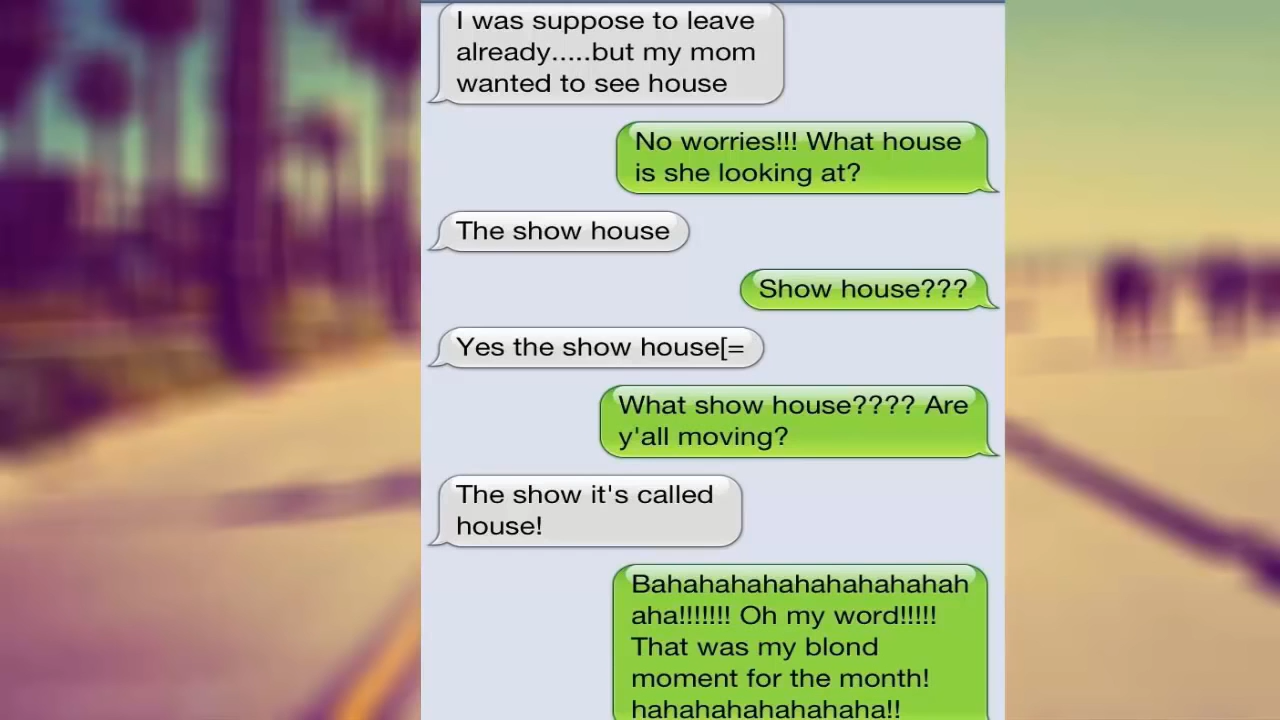 I was suppose to leave
already.....but my mom
wanted to see house
No worries!!! What house
is she looking at?
The show house
Show house???
Yes the show house[=
What show house???? Are
y'all moving?
The show it's called
house!
Bahahahahahahahahahah
aha!!!!!!! Oh my word!!!!!
That was my blond
moment for the month!
hahahahahahahaha!!